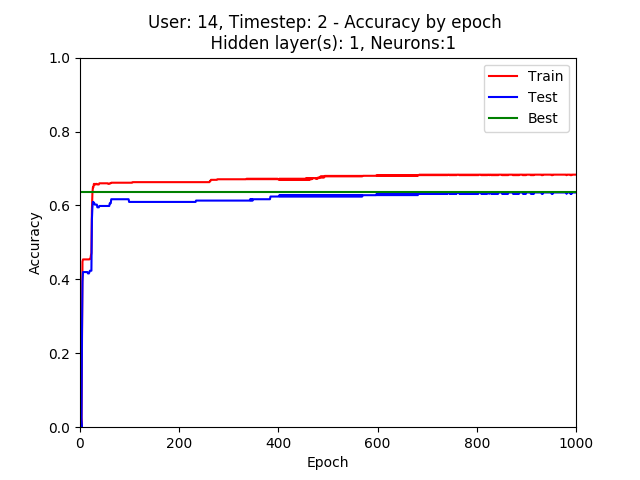 User: 14, Timestep: 2 - Accuracy by epoch
Hidden layer(s): 1, Neurons:1
Train
Test
Best
1.0
0.8
0.6
0.4
0.2
0.0
Accuracy
0
200
400
600
800
1000
Epoch